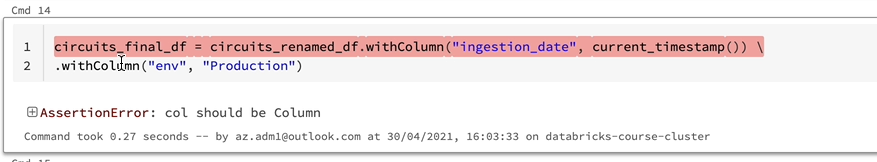 Cmd 14
1 circuits_final_df = circuits_renamed_df.withColumn("ingestion_date", current_timestamp()) \
2 .withColumn("env", "Production")
AssertionError: col should be Column
Command took 0.27 seconds -- by az.adm1@outlook.com at 30/04/2021, 16:03:33 on databricks-course-cluster